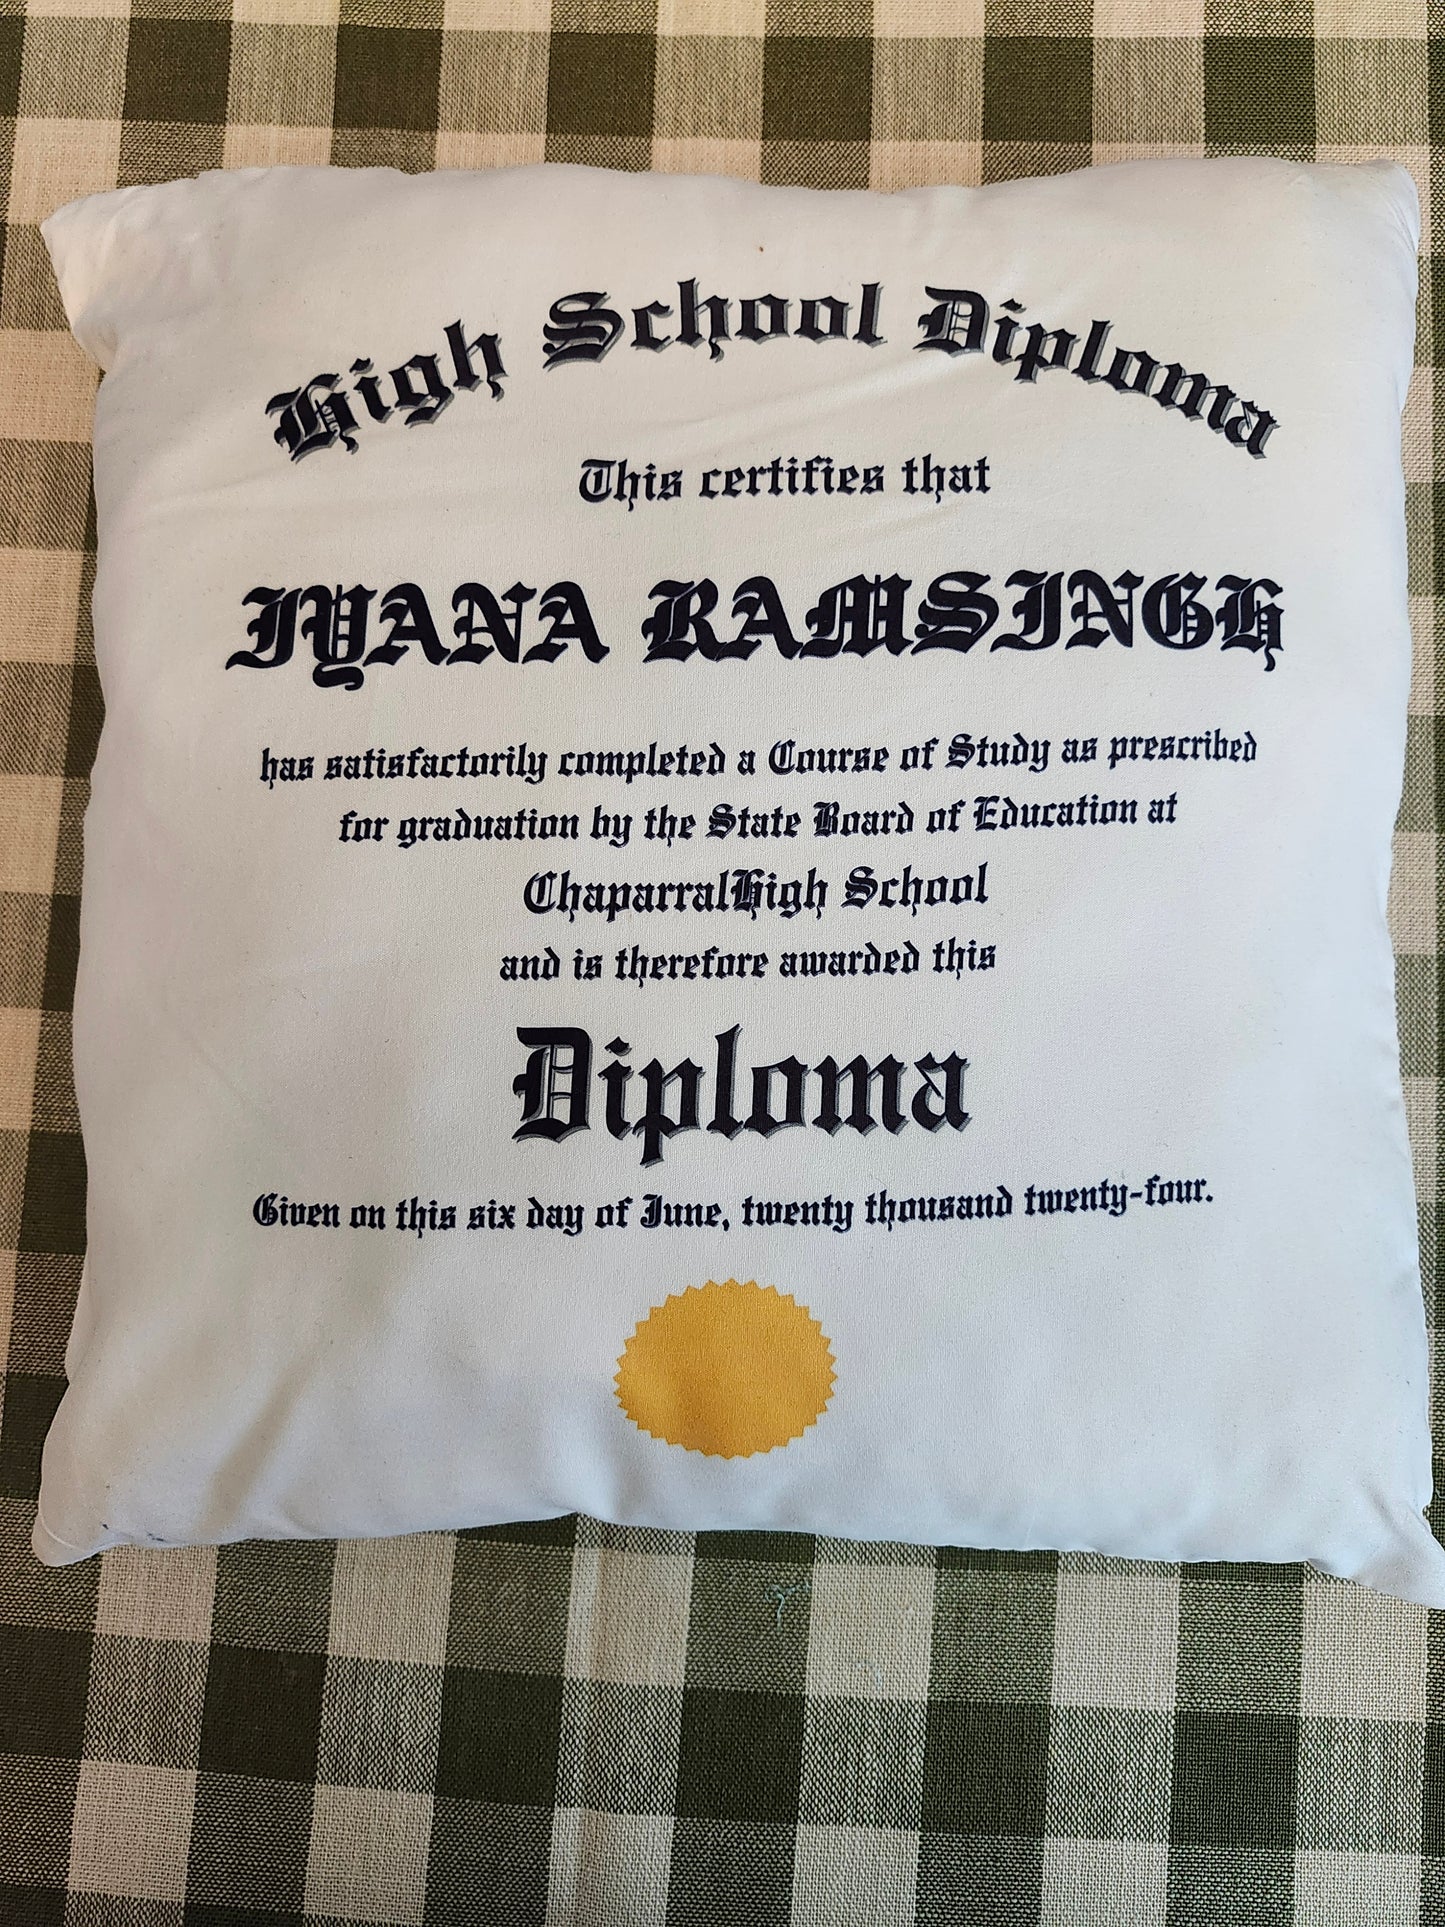 High School Diploma
This certifies that
IYANA RAMSINGH
has satisfactorily completed a Course of Study as prescribed
for graduation by the State Board of Education at
ChaparralHigh School
and is therefore awarded this
Diploma
Given on this six day of June, twenty thousand twenty-four.